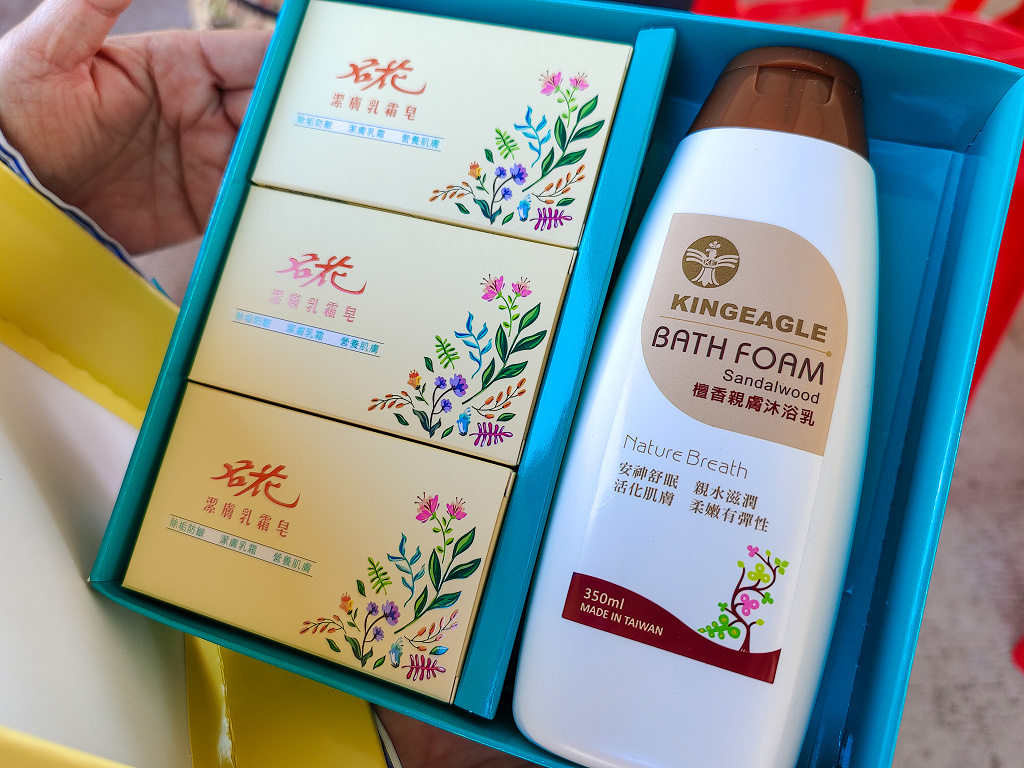 石花
潔膚乳霜皂
除垢防皺 潔膚乳霜 營養肌膚
石花
潔膚乳霜皂
除垢防皺 潔膚乳霜 營養肌膚
石花
潔膚乳霜皂
除垢防皺 潔膚乳霜 營養肌膚
KINGEAGLE
BATH FOAM
Sandalwood
檀香親膚沐浴乳
Nature Breath
安神舒眠 親水滋潤
活化肌膚 柔嫩有彈性
350ml
MADE IN TAIWAN